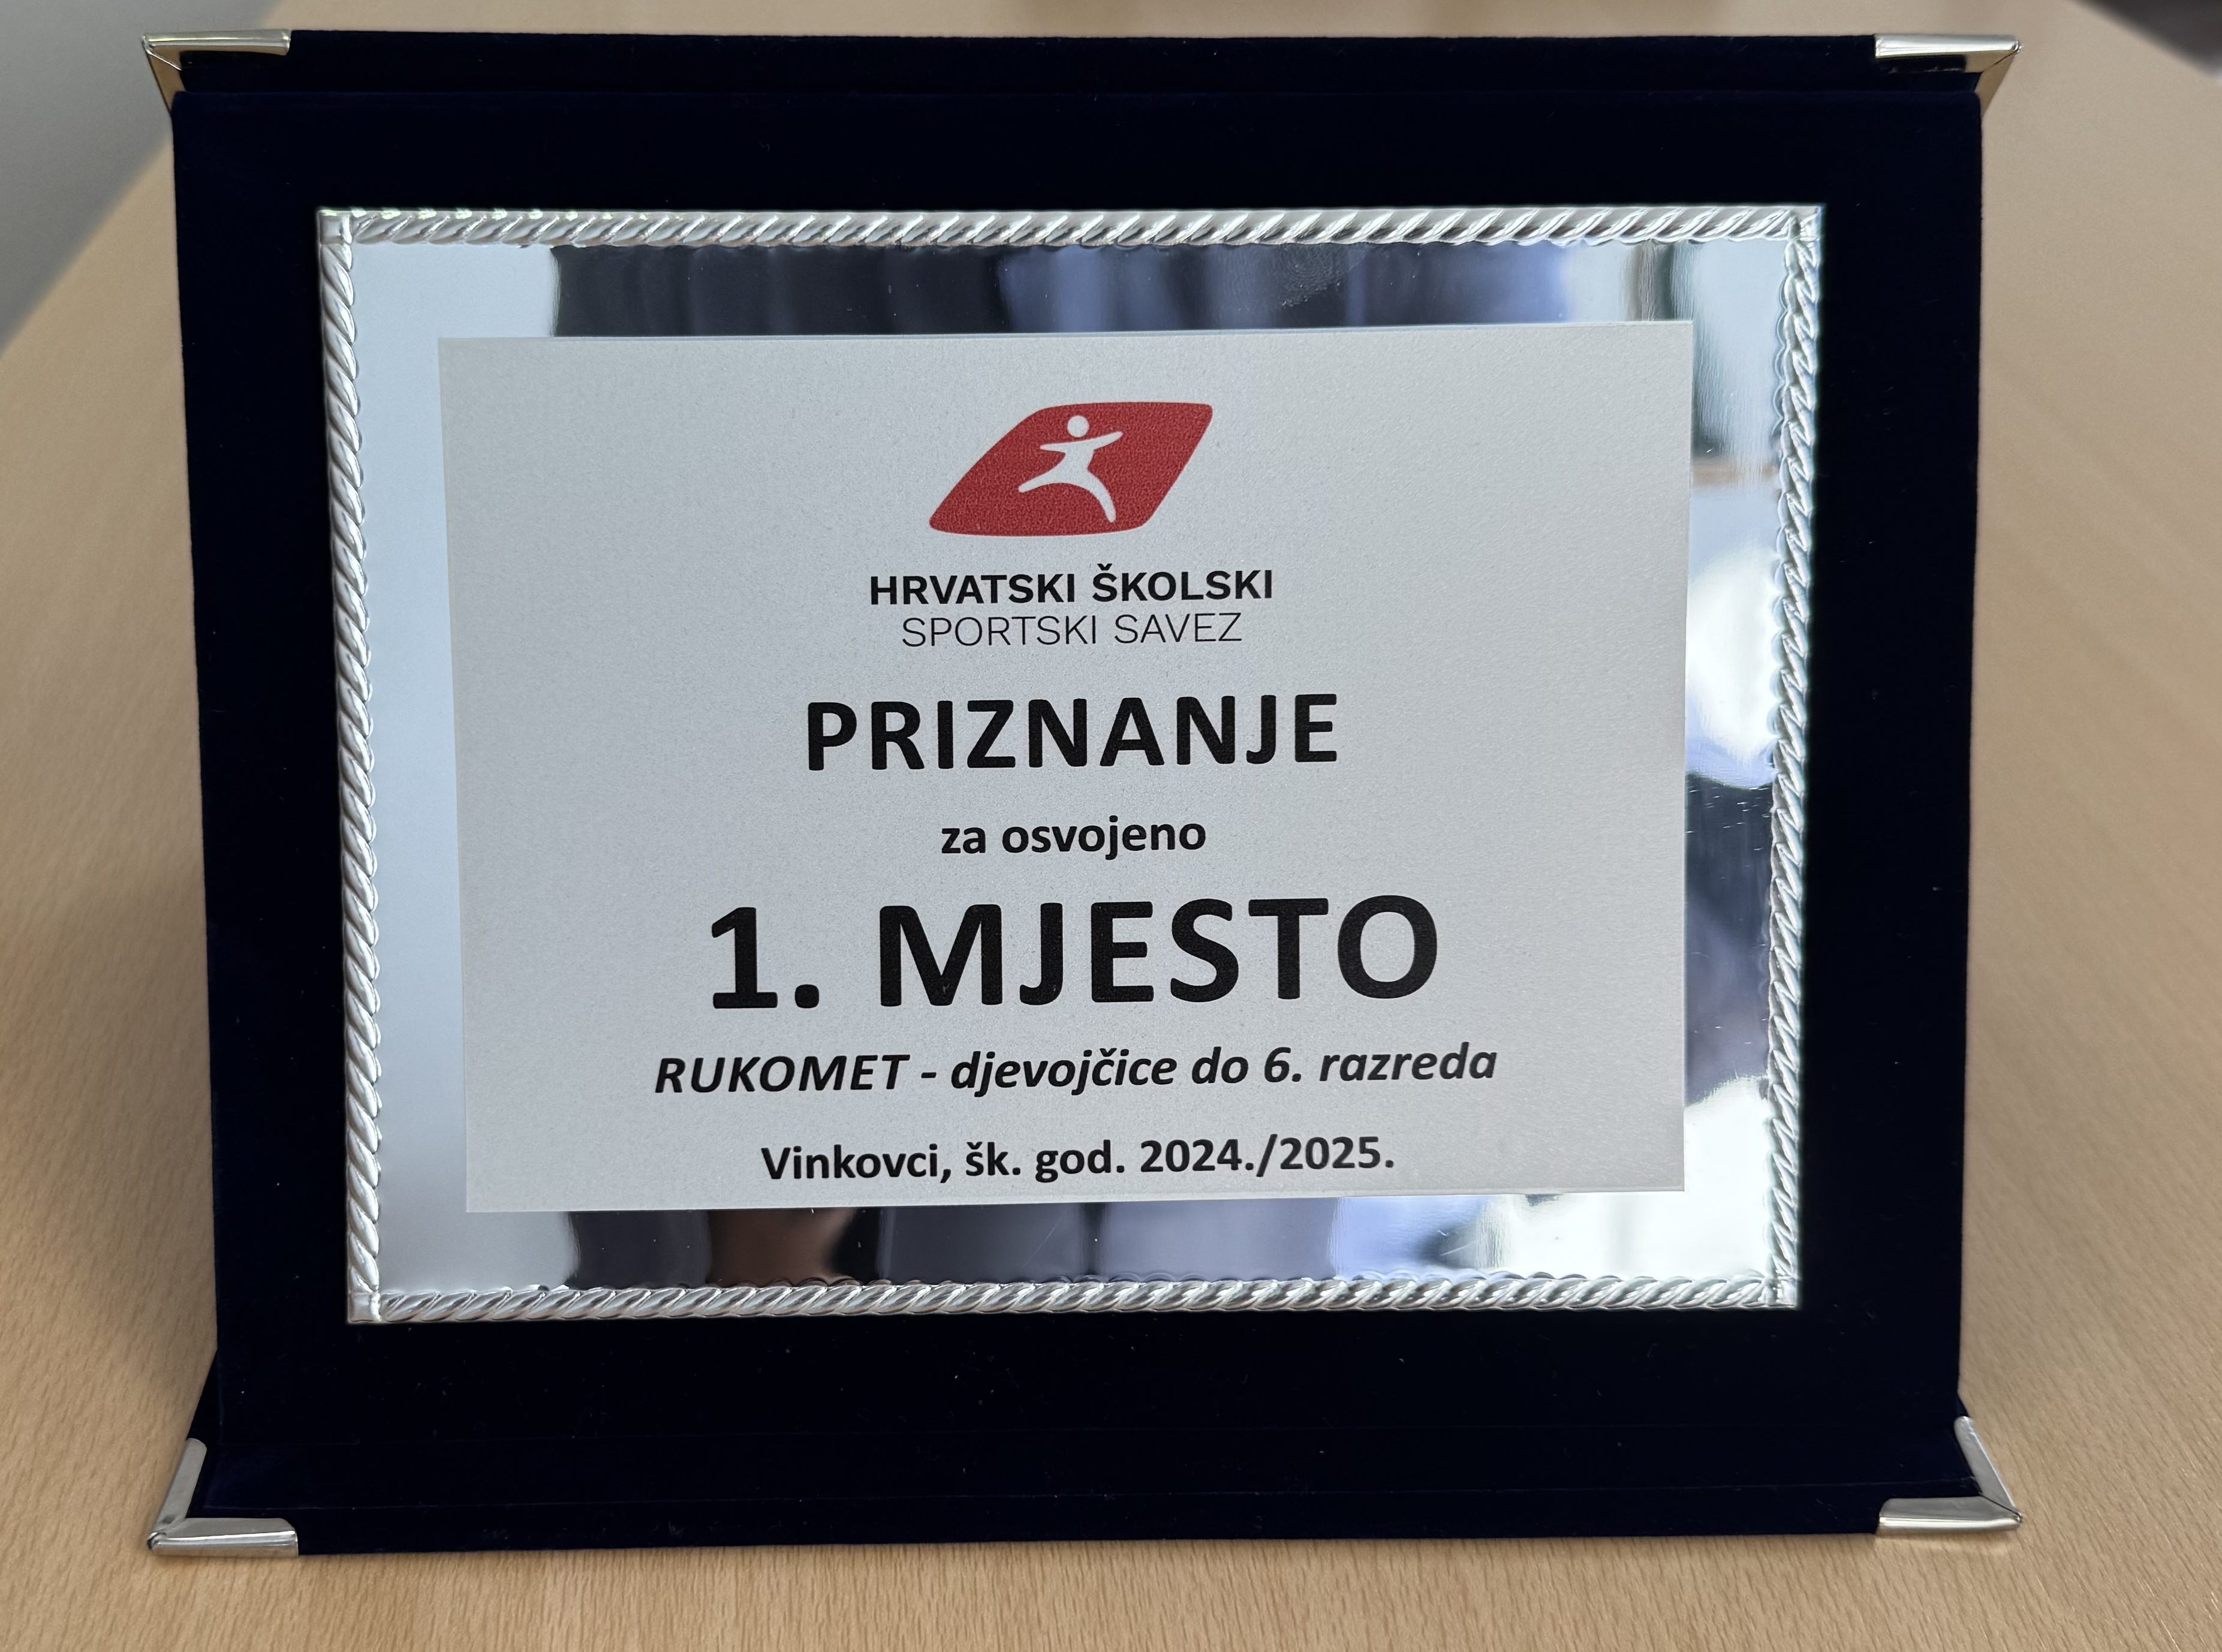 HRVATSKI ŠKOLSKI
SPORTSKI SAVEZ
PRIZNANJE
za osvojeno
1. MJESTO
RUKOMET - djevojčice do 6. razreda
Vinkovci, šk. god. 2024./2025.